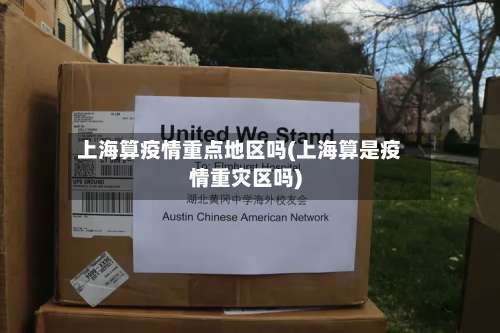 United We Stand
上海算疫情重点地区吗(上海算是疫
情重灾区吗)
To: Elmhurst Hospital
湖北黄冈中学海外校友会
Austin Chinese American Network
UPS GROUND